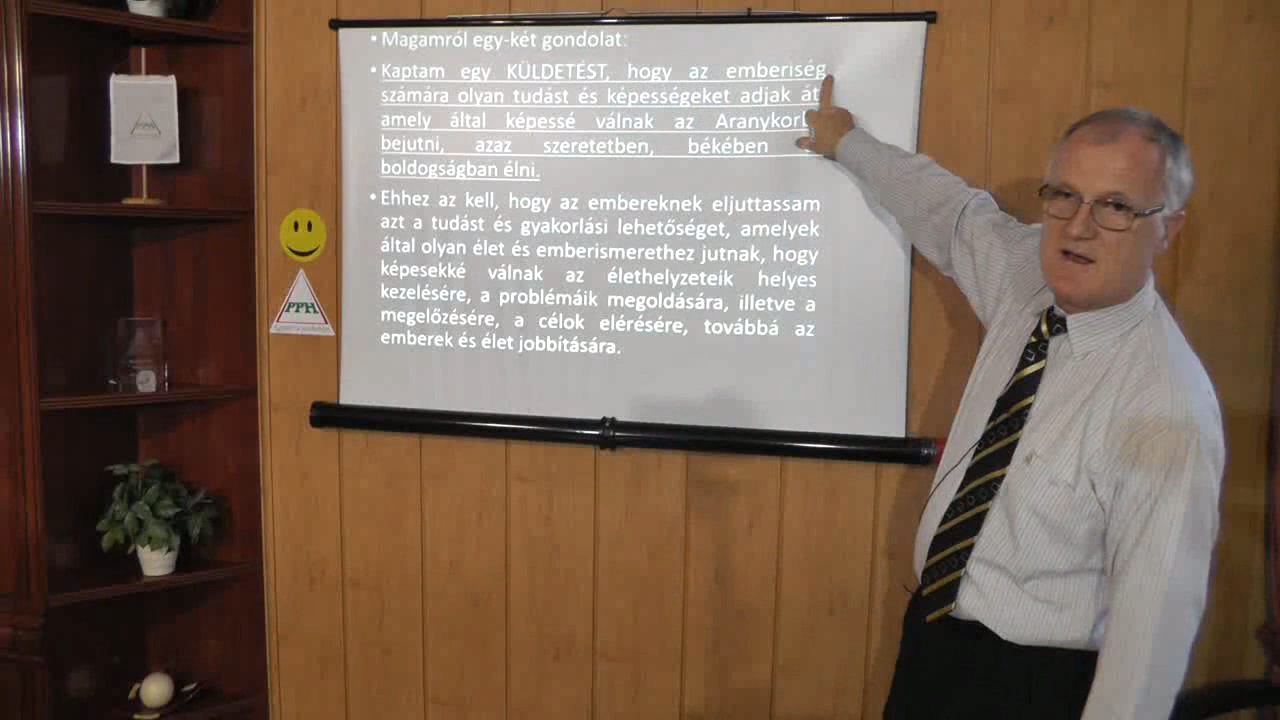 • Magamról egy-két gondolat:
• Kaptam egy KÜLDETÉST, hogy az emberiség
számára olyan tudást és képességeket adjak át
amely által képessé válnak az
bejutni, azaz szeretetben, békében
boldogságban élni.
• Ehhez az kell, hogy az embereknek eljuttassam
azt a tudást és gyakorlási lehetőséget, amelyek
által olyan élet és emberismerethez jutnak, hogy
képesekké válnak az élethelyzeteik helyes
kezelésére, a problémáik megoldására, illetve a
megelőzésére, a célok elérésére, továbbá az
emberek és élet jobbítására.
PPH